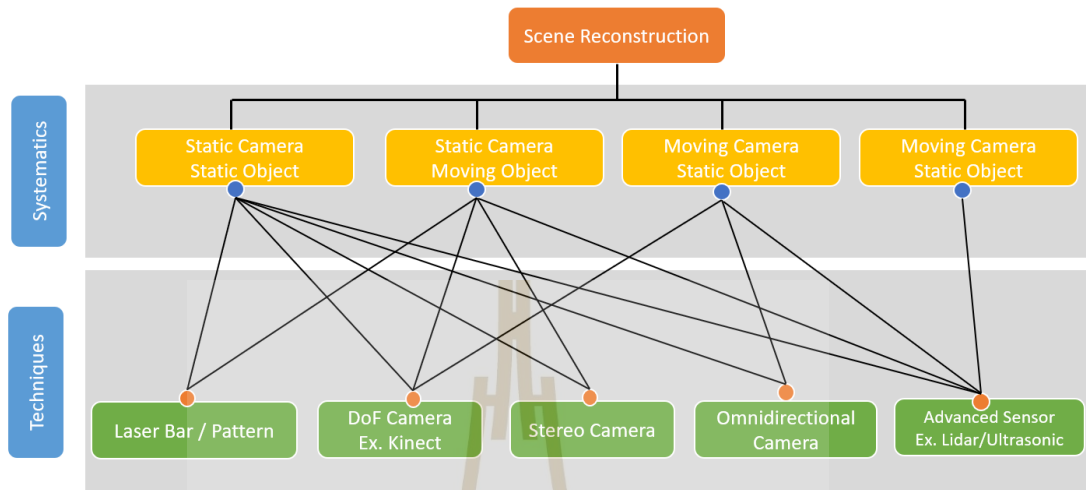 Scene Reconstruction
Systematics
Static Camera
Static Object
Static Camera
Moving Object
Moving Camera
Static Object
Moving Camera
Static Object
Techniques
Laser Bar / Pattern
DoF Camera
Ex. Kinect
Stereo Camera
Omnidirectional
Camera
Advanced Sensor
Ex. Lidar/Ultrasonic